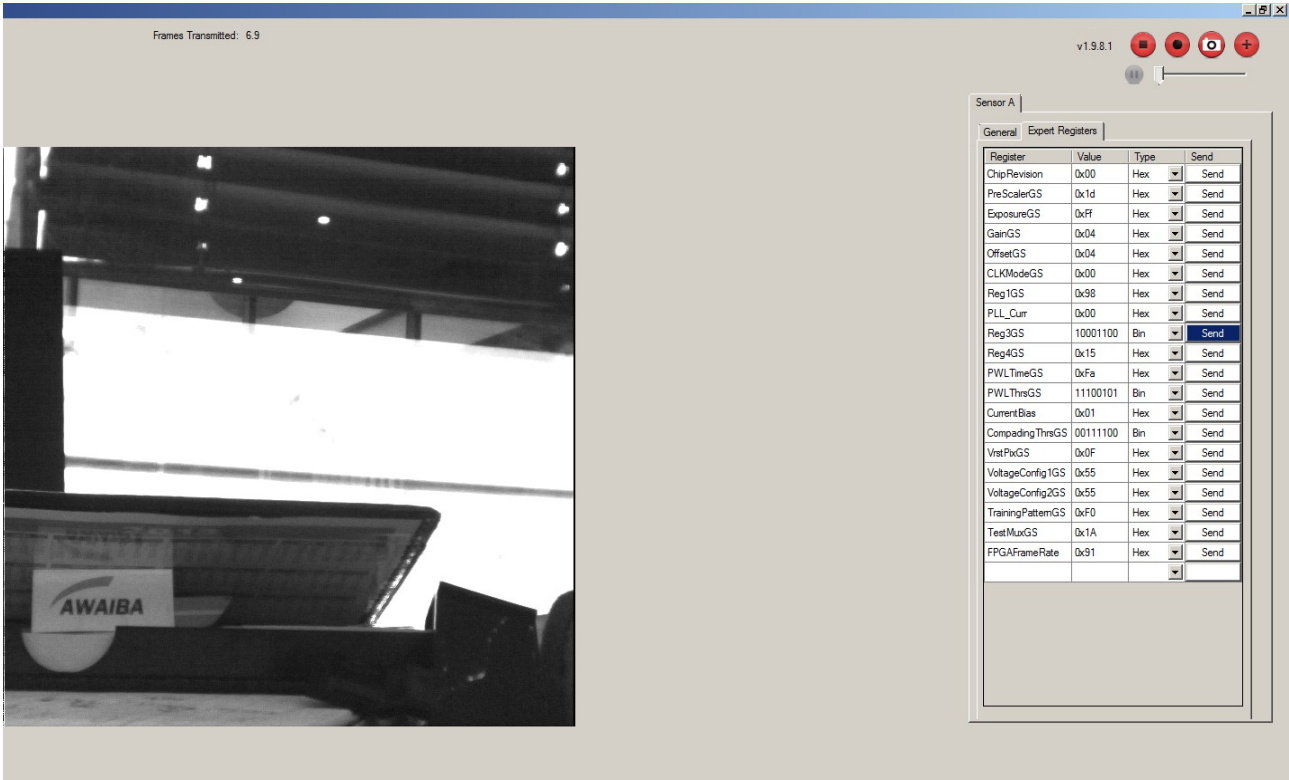 Frames Transmitted: 6.9
v1.9.8.1
Sensor A
General Expert Registers
Register Value Type Send
ChipRevision 0x00 Hex Send
PreScalerGS 0x1d Hex Send
ExposureGS 0xFf Hex Send
GainGS 0x04 Hex Send
OffsetGS 0x04 Hex Send
CLKModeGS 0x00 Hex Send
Reg1GS 0x98 Hex Send
PLL_Curr 0x00 Hex Send
Reg3GS 10001100 Bin Send
Reg4GS 0x15 Hex Send
PWLTimeGS 0xFa Hex Send
PWLThrsGS 11100101 Bin Send
CurrentBias 0x01 Hex Send
CompadingThrsGS 00111100 Bin Send
VrstPixGS 0x0F Hex Send
VoltageConfig1GS 0x55 Hex Send
VoltageConfig2GS 0x55 Hex Send
TrainingPatternGS 0xF0 Hex Send
TestMuxGS 0x1A Hex Send
FPGAFrameRate 0x91 Hex Send
AWAIBA